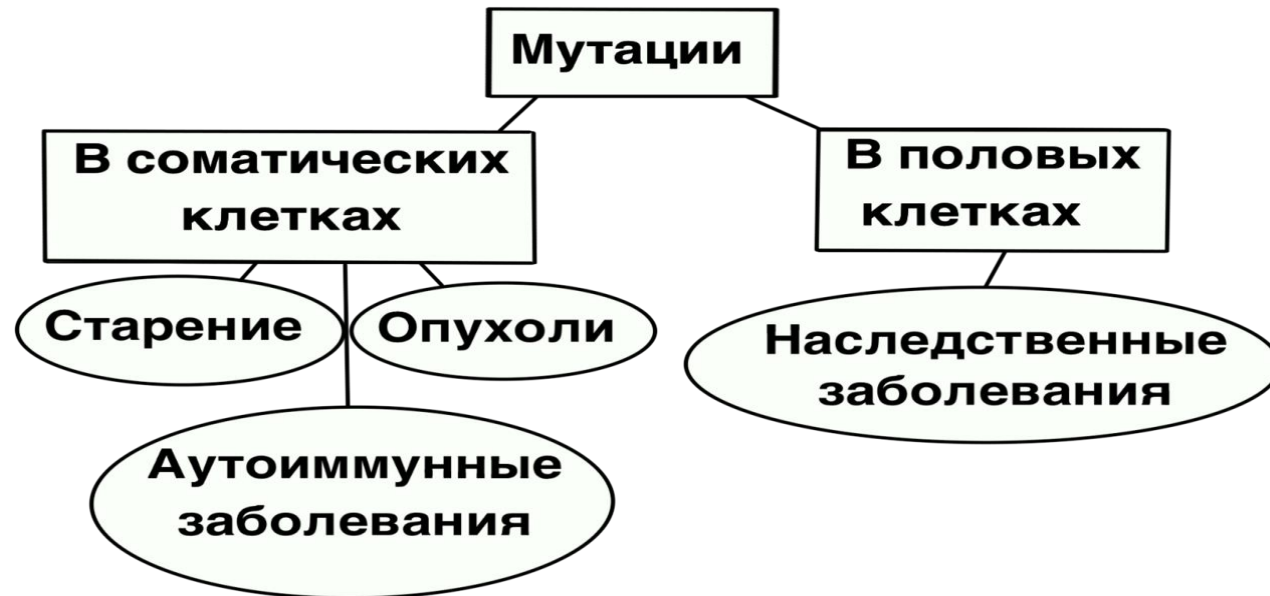 Мутации
В соматических
клетках
В половых
клетках
Старение
Опухоли
Наследственные
заболевания
Аутоиммунные
заболевания